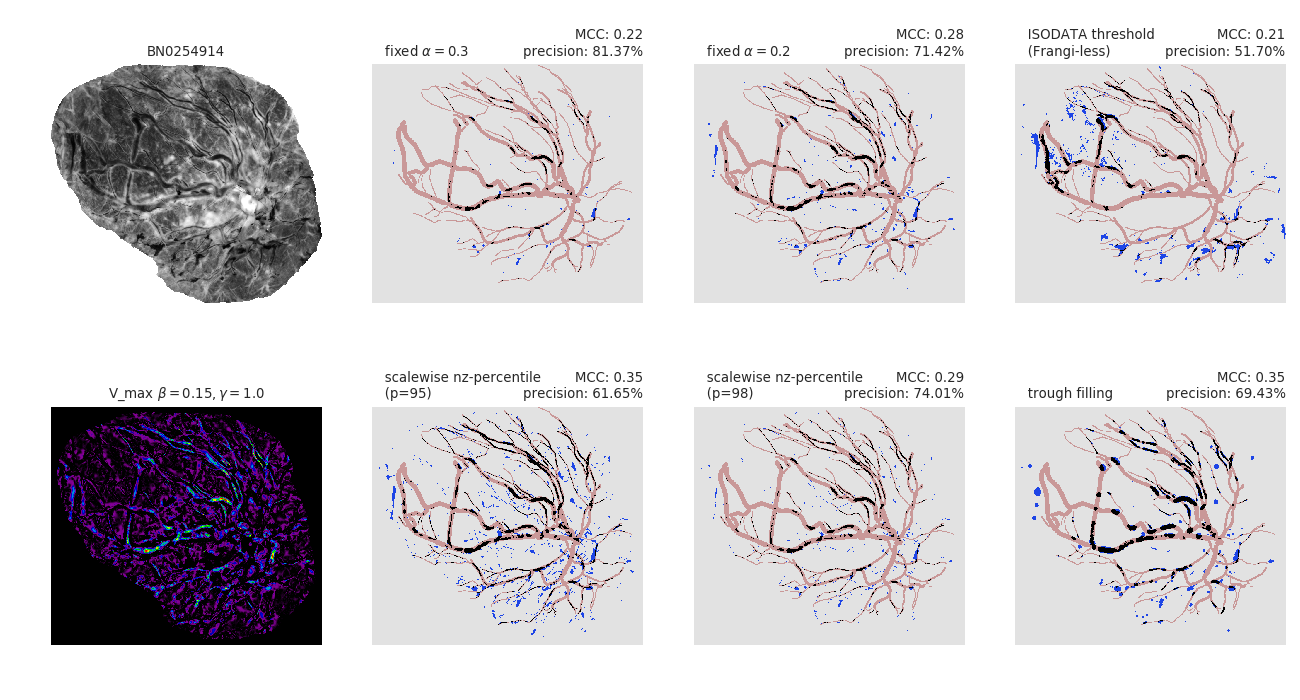 BN0254914
MCC: 0.22
fixed α = 0.3 precision: 81.37%
MCC: 0.28
fixed α = 0.2 precision: 71.42%
ISODATA threshold MCC: 0.21
(Frangi-less) precision: 51.70%
V_max β = 0.15, γ = 1.0
scalewise nz-percentile MCC: 0.35
(p=95) precision: 61.65%
scalewise nz-percentile MCC: 0.29
(p=98) precision: 74.01%
MCC: 0.35
trough filling precision: 69.43%